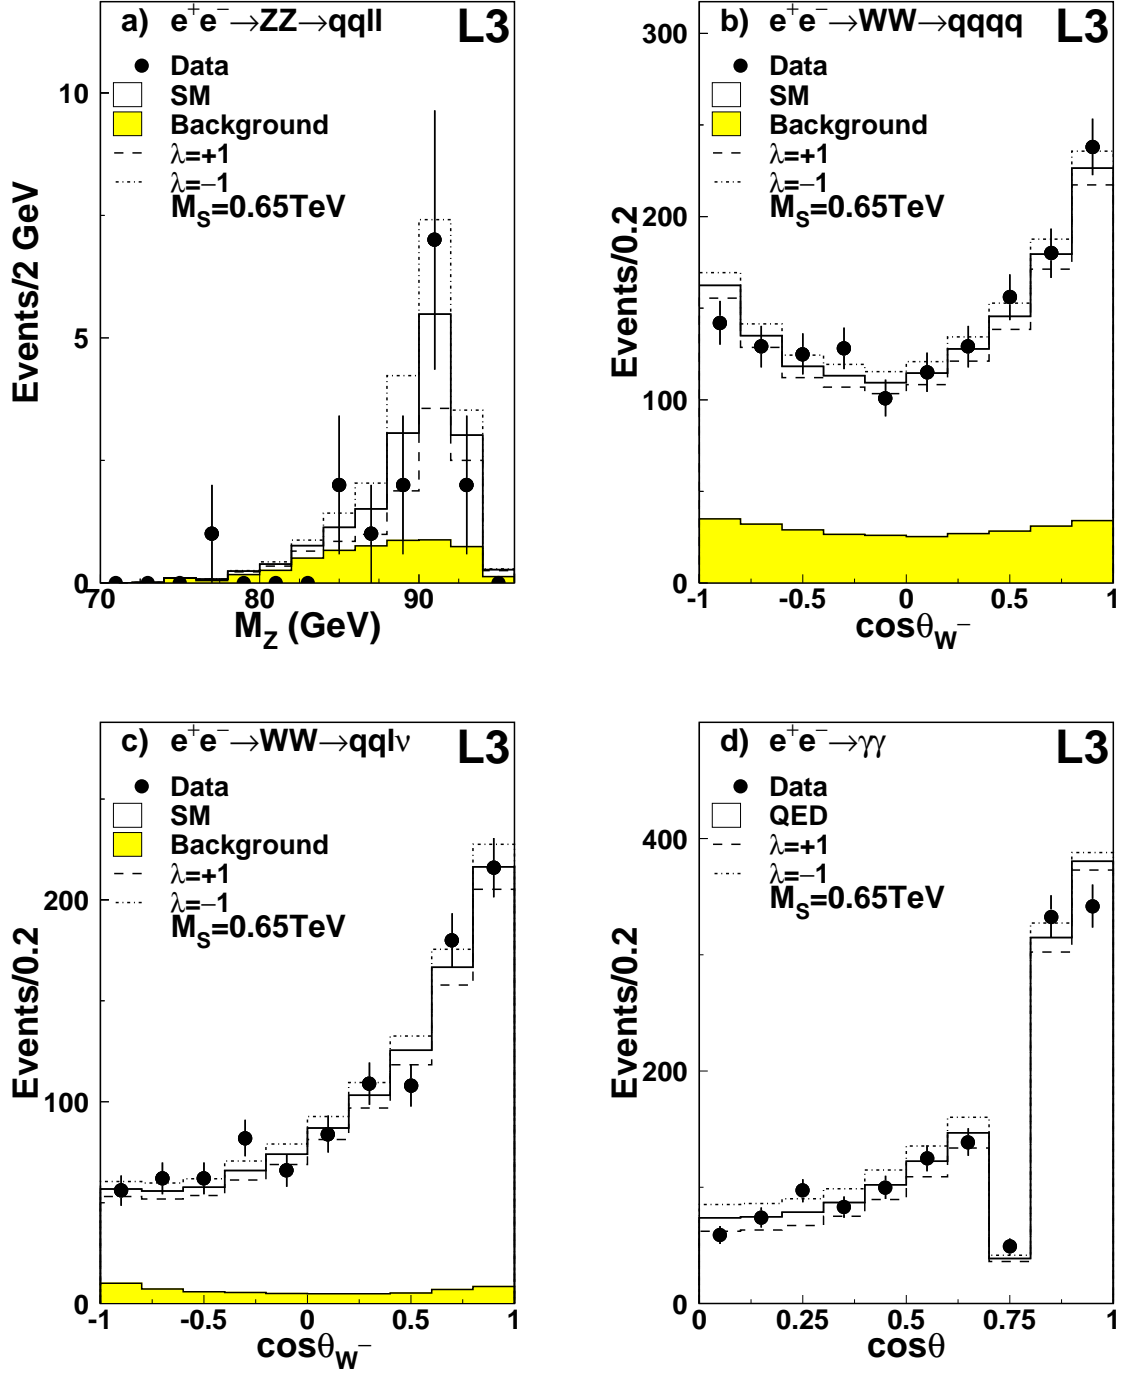 a) e⁺e⁻→ZZ→qqll L3
Data
SM
Background
λ=+1
λ=−1
M_S=0.65TeV
Events/2 GeV
10
5
0
70 80 90
M_Z (GeV)
b) e⁺e⁻→WW→qqqq L3
Data
SM
Background
λ=+1
λ=−1
M_S=0.65TeV
Events/0.2
300
200
100
0
-1 -0.5 0 0.5 1
cosθ_W⁻
c) e⁺e⁻→WW→qqlν L3
Data
SM
Background
λ=+1
λ=−1
M_S=0.65TeV
Events/0.2
200
100
0
-1 -0.5 0 0.5 1
cosθ_W⁻
d) e⁺e⁻→γγ L3
Data
QED
λ=+1
λ=−1
M_S=0.65TeV
Events/0.2
400
200
0
0 0.25 0.5 0.75 1
cosθ